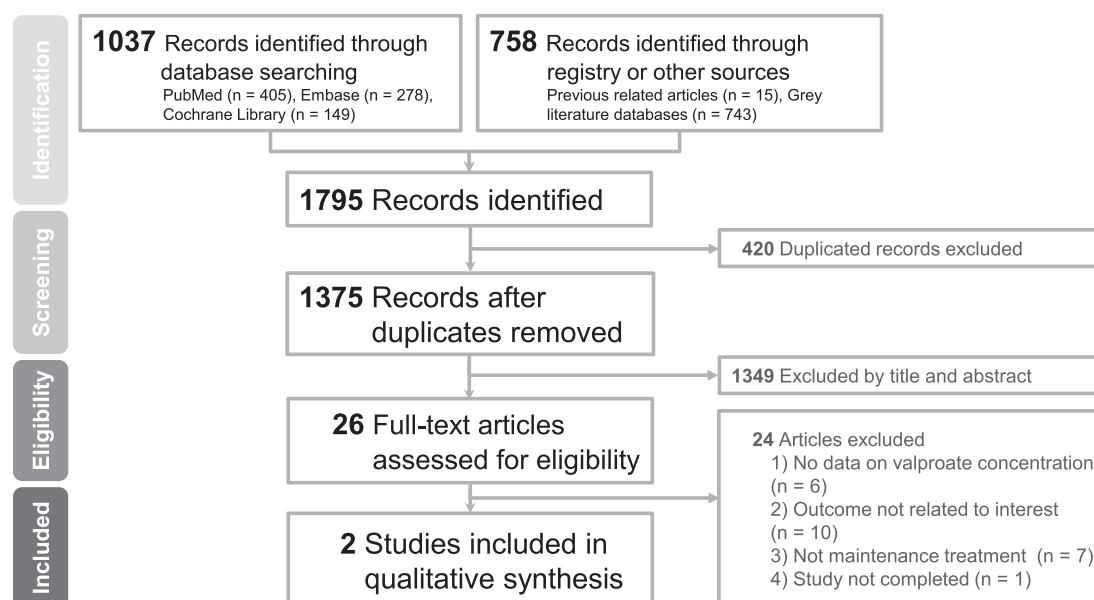 Identification
1037 Records identified through
database searching
PubMed (n = 405), Embase (n = 278),
Cochrane Library (n = 149)
758 Records identified through
registry or other sources
Previous related articles (n = 15), Grey
literature databases (n = 743)
1795 Records identified
Screening
420 Duplicated records excluded
1375 Records after
duplicates removed
1349 Excluded by title and abstract
Eligibility
26 Full-text articles
assessed for eligibility
24 Articles excluded
1) No data on valproate concentration
(n = 6)
2) Outcome not related to interest
(n = 10)
3) Not maintenance treatment (n = 7)
4) Study not completed (n = 1)
Included
2 Studies included in
qualitative synthesis